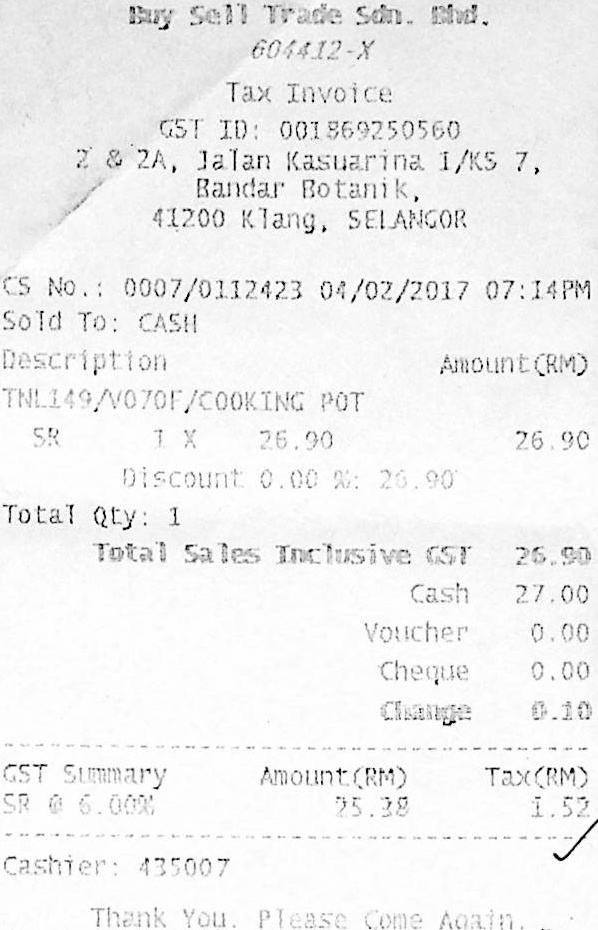 Buy Sell Trade Sdn. Bhd.
604412-X
Tax Invoice
GST ID: 001869250560
2 & 2A, Jalan Kasuarina 1/KS 7,
Bandar Botanik,
41200 Klang, SELANGOR
CS No.: 0007/0112423 04/02/2017 07:14PM
Sold To: CASH
Description Amount(RM)
TNL149/V070F/COOKING POT
SR 1 X 26.90 26.90
Discount 0.00 %: 26.90
Total Qty: 1
Total Sales Inclusive GST 26.90
Cash 27.00
Voucher 0.00
Cheque 0.00
Change 0.10
GST Summary Amount(RM) Tax(RM)
SR @ 6.00% 25.38 1.52
Cashier: 435007
Thank You. Please Come Again.